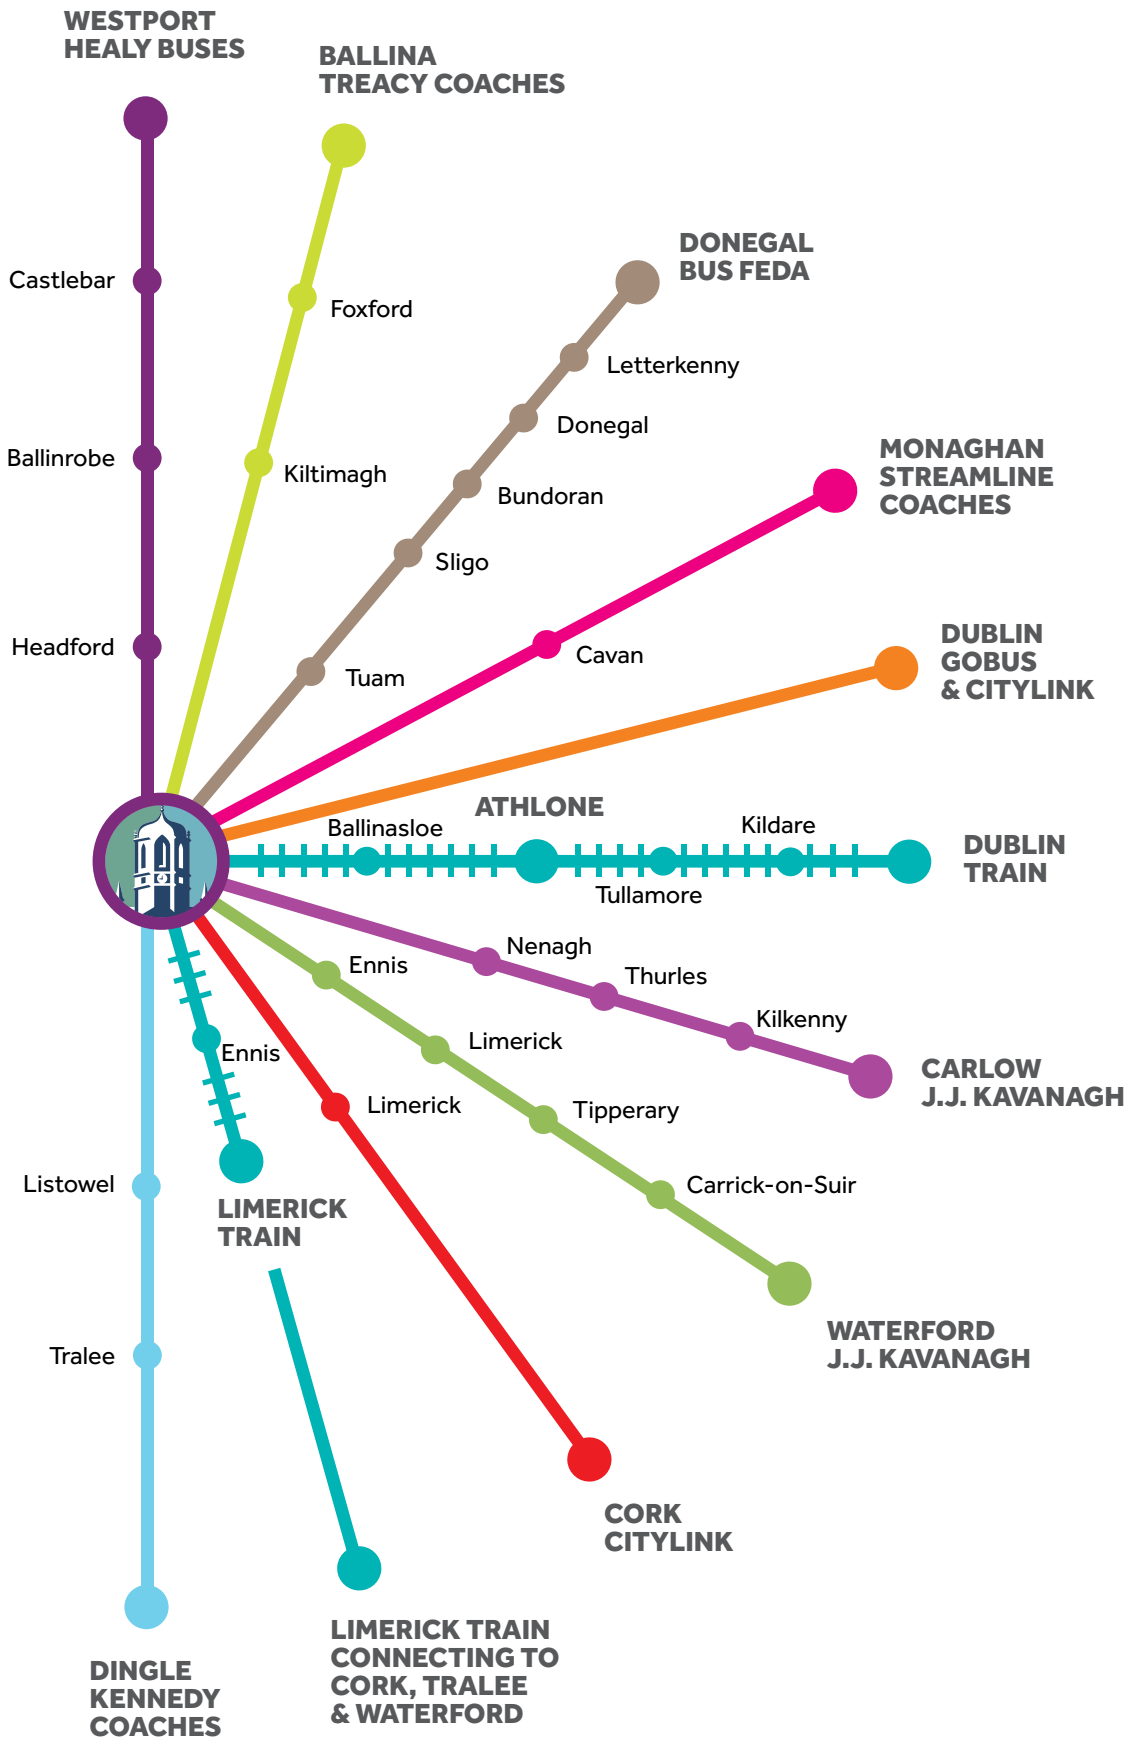 WESTPORT
HEALY BUSES
BALLINA
TREACY COACHES
DONEGAL
BUS FEDA
Castlebar
Foxford
Letterkenny
Donegal
Ballinrobe
Kiltimagh
Bundoran
MONAGHAN
STREAMLINE
COACHES
Sligo
Headford
Tuam
Cavan
DUBLIN
GOBUS
& CITYLINK
ATHLONE
Ballinasloe
Kildare
Tullamore
DUBLIN
TRAIN
Nenagh
Ennis
Thurles
Kilkenny
Ennis
Limerick
CARLOW
J.J. KAVANAGH
Limerick
Tipperary
Listowel
Carrick-on-Suir
LIMERICK
TRAIN
WATERFORD
J.J. KAVANAGH
Tralee
CORK
CITYLINK
LIMERICK TRAIN
CONNECTING TO
CORK, TRALEE
& WATERFORD
DINGLE
KENNEDY
COACHES